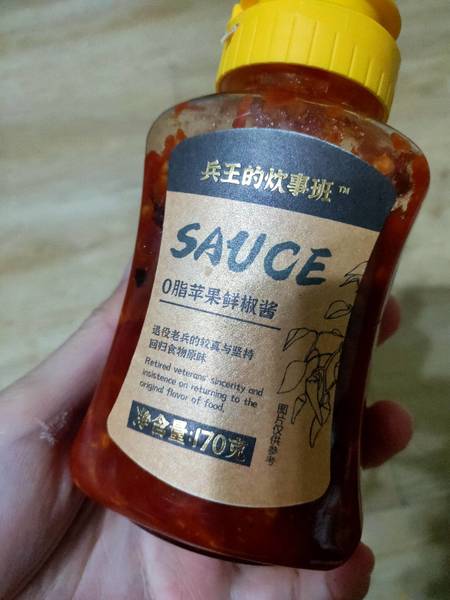 兵王的炊事班™
SAUCE
0脂苹果鲜椒酱
退役老兵的较真与坚持
回归食物原味
Retired veterans' sincerity and
insistence on returning to the
original flavor of food.
净含量:170克
图片仅供参考